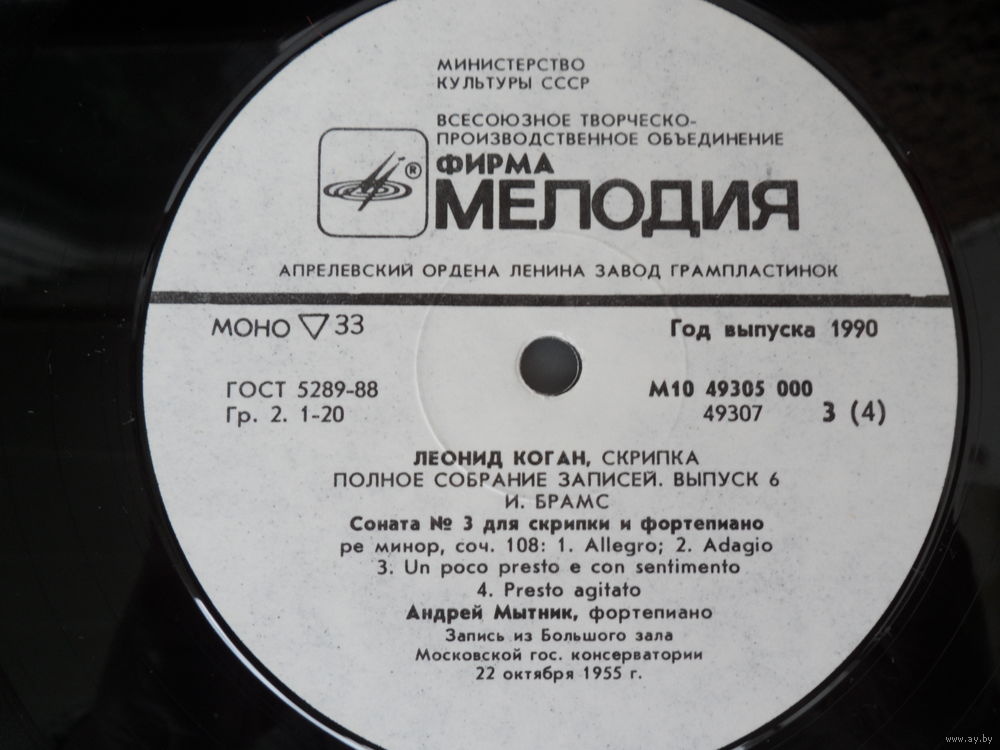 МИНИСТЕРСТВО
КУЛЬТУРЫ СССР
ВСЕСОЮЗНОЕ ТВОРЧЕСКО-
ПРОИЗВОДСТВЕННОЕ ОБЪЕДИНЕНИЕ
ФИРМА
®
МЕЛОДИЯ
АПРЕЛЕВСКИЙ ОРДЕНА ЛЕНИНА ЗАВОД ГРАМПЛАСТИНОК
МОНО ▽ 33 Год выпуска 1990
ГОСТ 5289-88 М10 49305 000
Гр. 2. 1-20 49307 3 (4)
ЛЕОНИД КОГАН, СКРИПКА
ПОЛНОЕ СОБРАНИЕ ЗАПИСЕЙ. ВЫПУСК 6
И. БРАМС
Соната № 3 для скрипки и фортепиано
ре минор, соч. 108: 1. Allegro; 2. Adagio
3. Un poco presto e con sentimento
4. Presto agitato
Андрей Мытник, фортепиано
Запись из Большого зала
Московской гос. консерватории
22 октября 1955 г.
www.ay.by